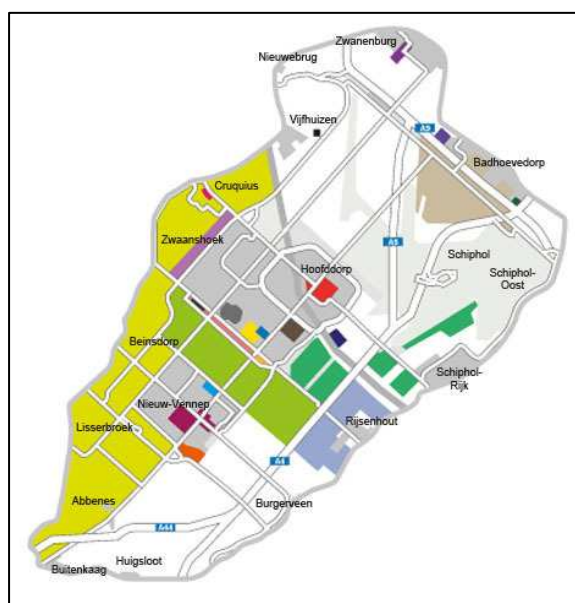 Zwanenburg
Nieuwebrug
Vijfhuizen
A9
Badhoevedorp
Cruquius
Zwaanshoek
A5
Schiphol
Hoofddorp
Schiphol-
Oost
Beinsdorp
Schiphol-
Rijk
Nieuw-Vennep
Lisserbroek
Rijsenhout
A4
Abbenes
Burgerveen
A44
Huigsloot
Buitenkaag